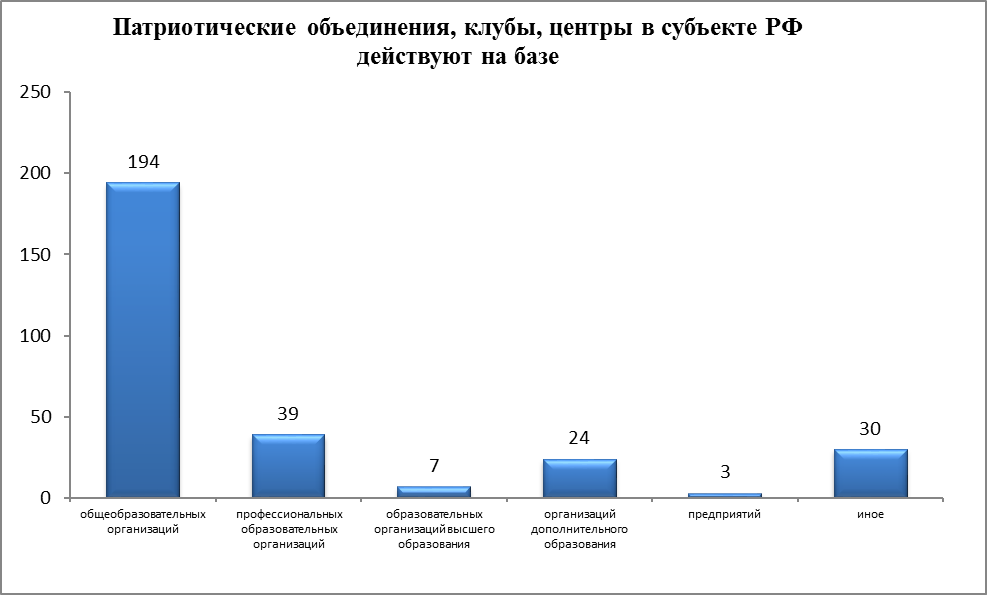 Патриотические объединения, клубы, центры в субъекте РФ
действуют на базе
250
200
150
100
50
0
194
39
7
24
3
30
общеобразовательных
организаций
профессиональных
образовательных
организаций
образовательных
организаций высшего
образования
организаций
дополнительного
образования
предприятий
иное